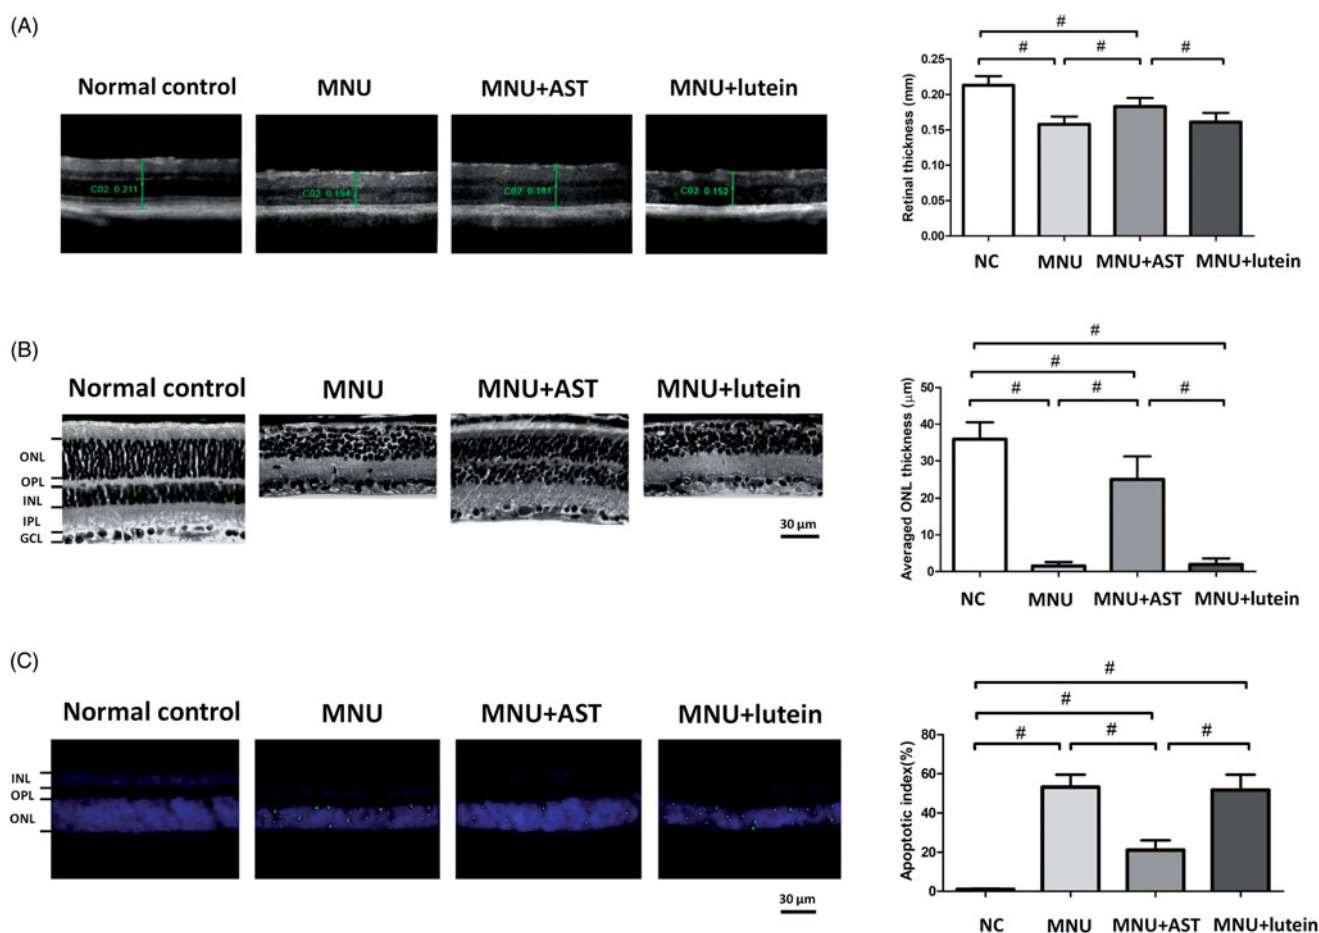 (A)
Normal control
MNU
MNU+AST
MNU+lutein
C02 0.211
C02 0.154
C02 0.181
C02 0.152
# 
# # #
Retinal thickness (mm)
0.25
0.20
0.15
0.10
0.05
0.00
NC
MNU
MNU+AST
MNU+lutein
(B)
Normal control
MNU
MNU+AST
MNU+lutein
ONL
OPL
INL
IPL
GCL
30 µm
#
#
# # #
Averaged ONL thickness (µm)
50
40
30
20
10
0
NC
MNU
MNU+AST
MNU+lutein
(C)
Normal control
MNU
MNU+AST
MNU+lutein
INL
OPL
ONL
30 µm
#
#
# # #
Apoptotic index(%)
80
60
40
20
0
NC
MNU
MNU+AST
MNU+lutein